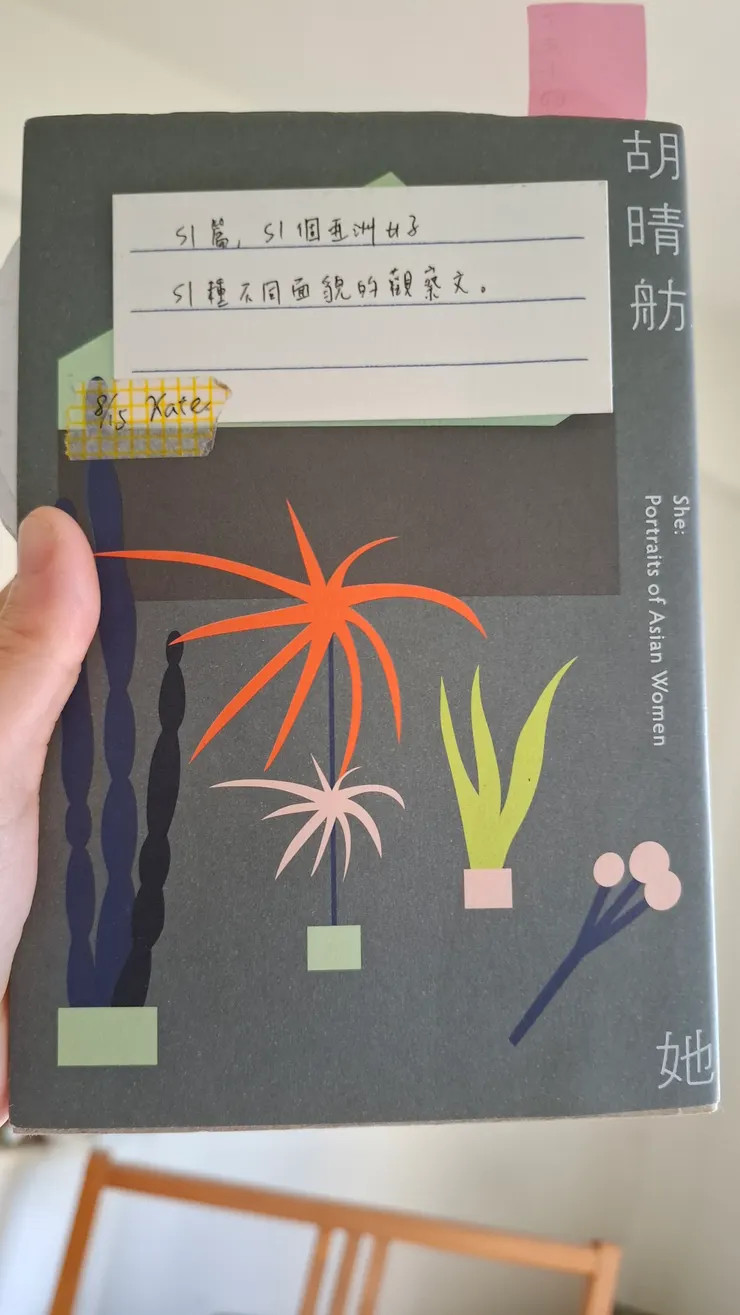 51篇，51個亞洲女子
51種不同面貌的觀察文。
8/15 Kate
胡晴舫
She:
Portraits of Asian Women
她